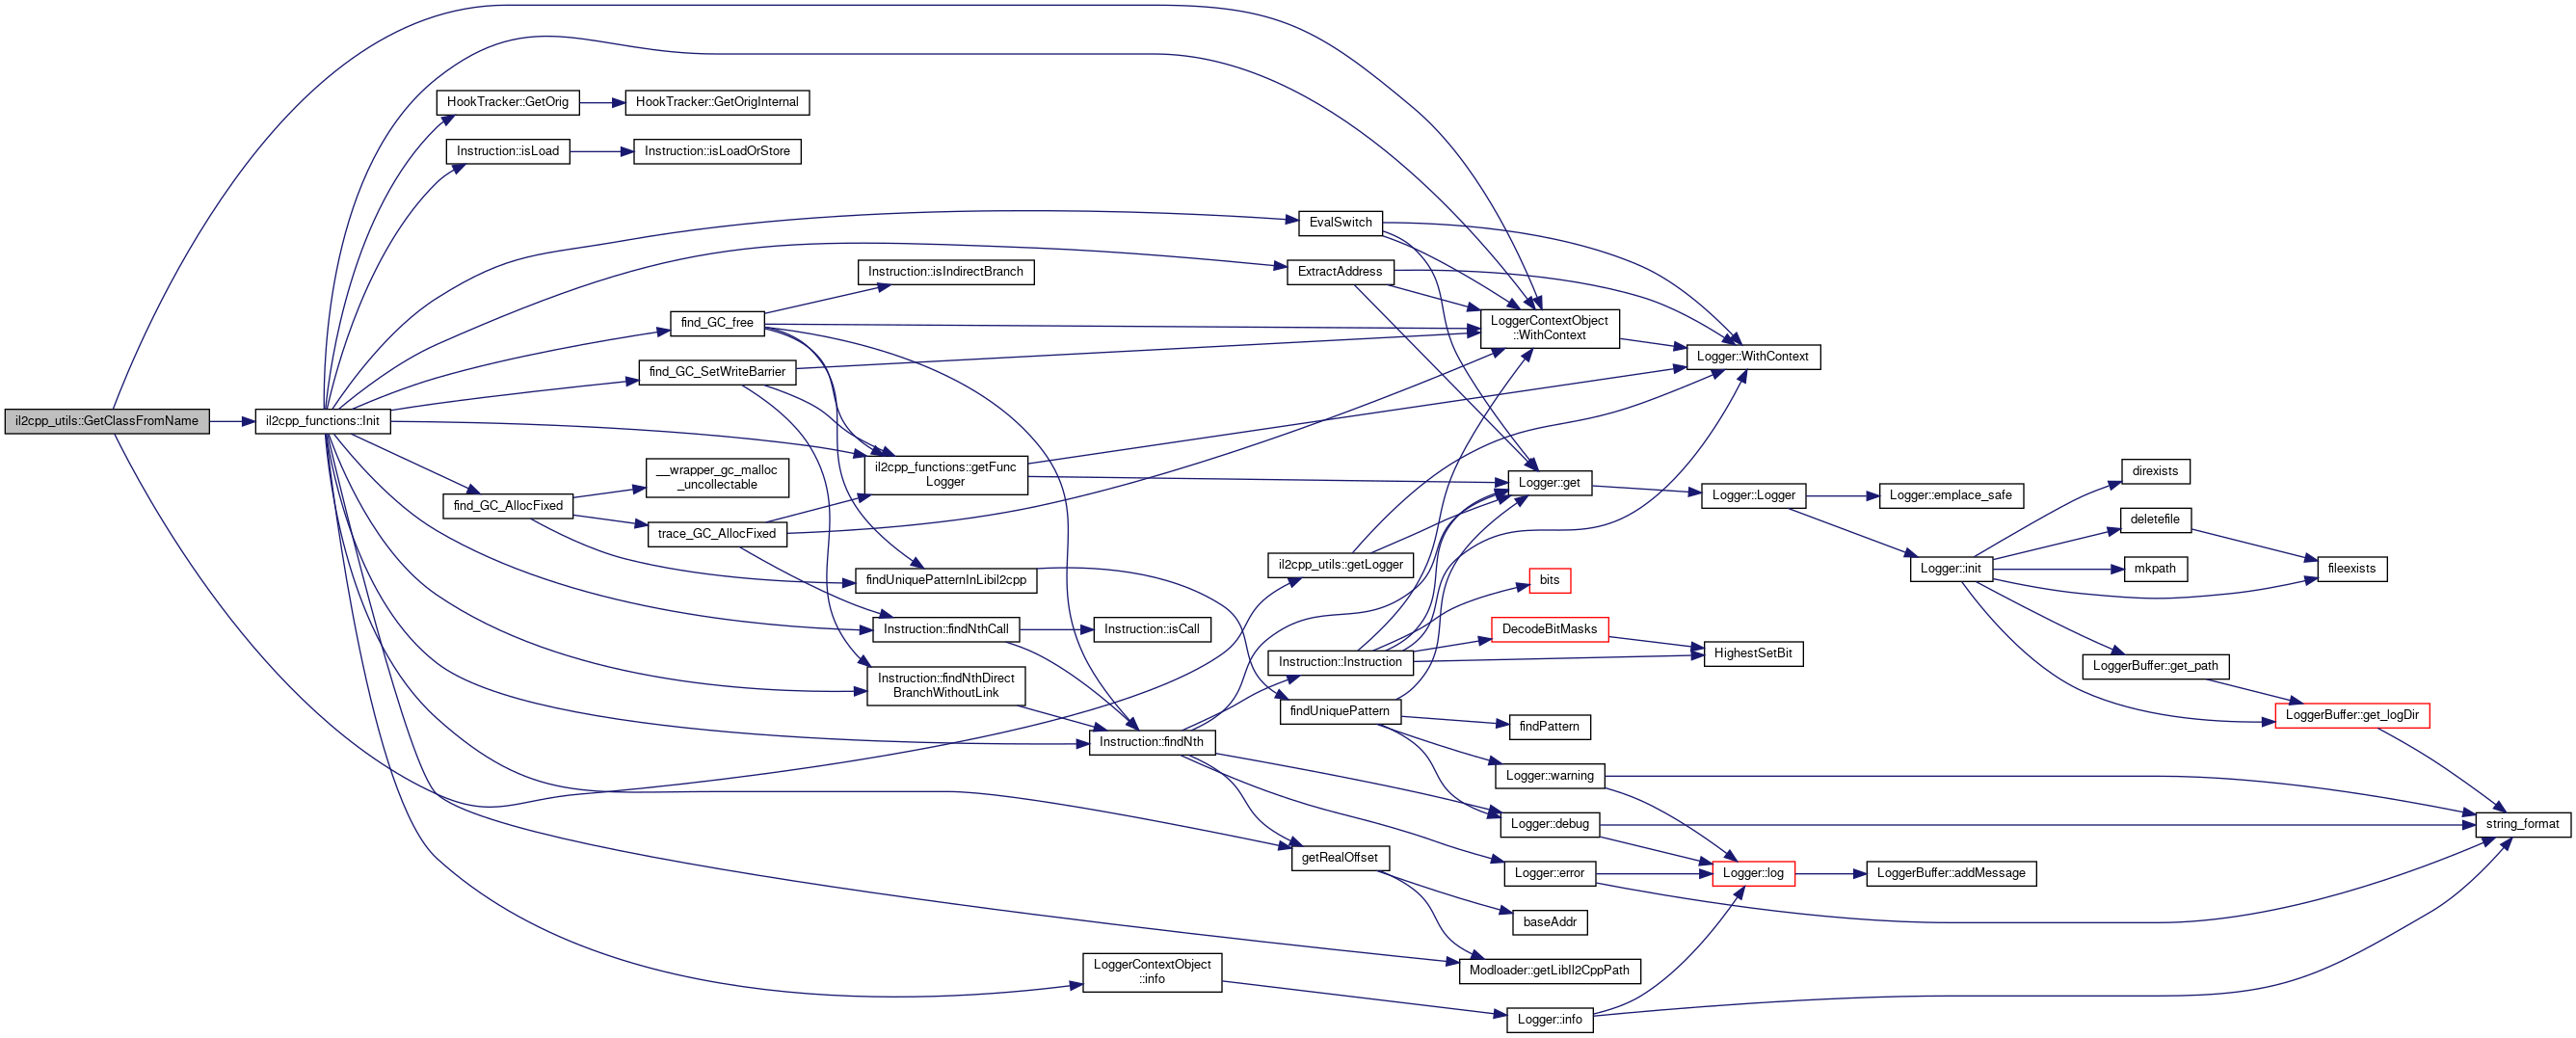 il2cpp_utils::GetClassFromName
il2cpp_functions::Init
HookTracker::GetOrig
HookTracker::GetOrigInternal
Instruction::isLoad
Instruction::isLoadOrStore
find_GC_free
find_GC_SetWriteBarrier
find_GC_AllocFixed
__wrapper_gc_malloc
_uncollectable
trace_GC_AllocFixed
Instruction::isIndirectBranch
il2cpp_functions::getFunc
Logger
findUniquePatternInLibil2cpp
Instruction::findNthCall
Instruction::findNthDirect
BranchWithoutLink
Instruction::isCall
Instruction::findNth
LoggerContextObject
::info
EvalSwitch
ExtractAddress
il2cpp_utils::getLogger
Instruction::Instruction
findUniquePattern
getRealOffset
LoggerContextObject
::WithContext
Logger::get
bits
DecodeBitMasks
findPattern
Logger::warning
Logger::debug
Logger::error
baseAddr
Modloader::getLibIl2CppPath
Logger::info
Logger::WithContext
Logger::Logger
HighestSetBit
Logger::log
Logger::emplace_safe
Logger::init
LoggerBuffer::addMessage
direxists
deletefile
mkpath
LoggerBuffer::get_path
fileexists
LoggerBuffer::get_logDir
string_format